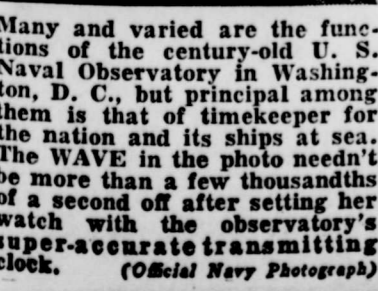 Many and varied are the func-
tions of the century-old U. S.
Naval Observatory in Washing-
ton, D. C., but principal among
them is that of timekeeper for
the nation and its ships at sea.
The WAVE in the photo needn't
be more than a few thousandths
of a second off after setting her
watch with the observatory's
super-accurate transmitting
clock. (Official Navy Photograph)